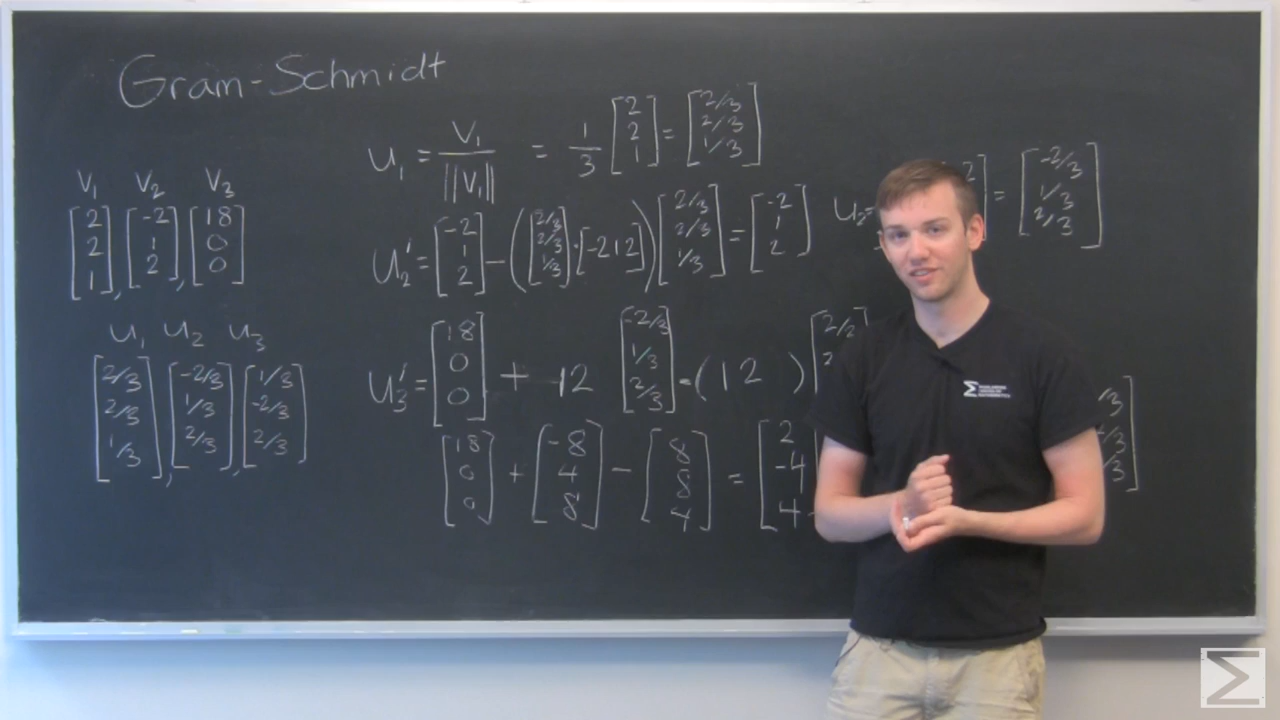 Gram-Schmidt
V₁ V₂ V₃
[2 2 1], [-2 1 2], [18 0 0]
u₁ u₂ u₃
[2/3 2/3 1/3], [-2/3 1/3 2/3], [1/3 -2/3 2/3]
u₁ = V₁/||V₁|| = 1/3 [2 2 1] = [2/3 2/3 1/3]
u₂' = [-2 1 2] - ([2/3 2/3 1/3] · [-2 1 2]) [2/3 2/3 1/3] = [-2 1 2]
= [-2/3 1/3 2/3]
u₃' = [18 0 0] + 12 [-2/3 1/3 2/3] - (12)
[18 0 0] + [-8 4 8] - [8 8 4] = [2 -4 4]